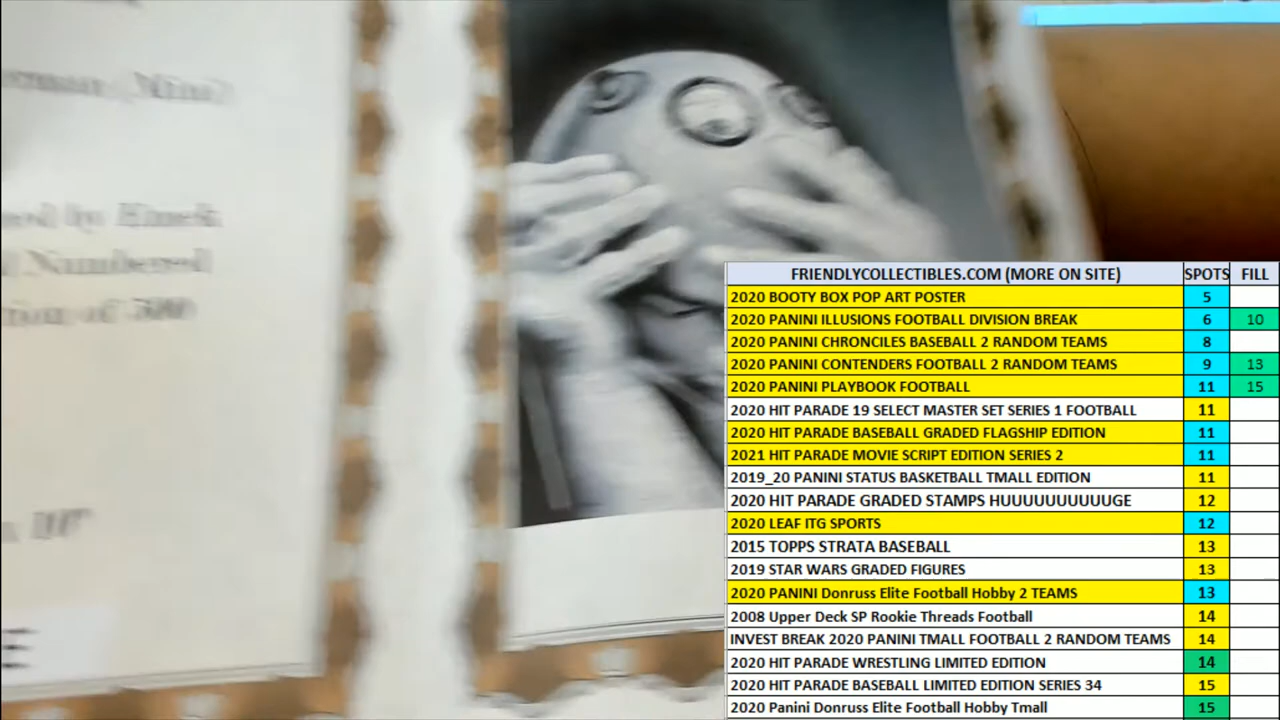 (Mini)
by Emek
Numbered
of 300
10"
E
FRIENDLYCOLLECTIBLES.COM (MORE ON SITE) SPOTS FILL
2020 BOOTY BOX POP ART POSTER 5
2020 PANINI ILLUSIONS FOOTBALL DIVISION BREAK 6 10
2020 PANINI CHRONCILES BASEBALL 2 RANDOM TEAMS 8
2020 PANINI CONTENDERS FOOTBALL 2 RANDOM TEAMS 9 13
2020 PANINI PLAYBOOK FOOTBALL 11 15
2020 HIT PARADE 19 SELECT MASTER SET SERIES 1 FOOTBALL 11
2020 HIT PARADE BASEBALL GRADED FLAGSHIP EDITION 11
2021 HIT PARADE MOVIE SCRIPT EDITION SERIES 2 11
2019_20 PANINI STATUS BASKETBALL TMALL EDITION 11
2020 HIT PARADE GRADED STAMPS HUUUUUUUUUUGE 12
2020 LEAF ITG SPORTS 12
2015 TOPPS STRATA BASEBALL 13
2019 STAR WARS GRADED FIGURES 13
2020 PANINI Donruss Elite Football Hobby 2 TEAMS 13
2008 Upper Deck SP Rookie Threads Football 14
INVEST BREAK 2020 PANINI TMALL FOOTBALL 2 RANDOM TEAMS 14
2020 HIT PARADE WRESTLING LIMITED EDITION 14
2020 HIT PARADE BASEBALL LIMITED EDITION SERIES 34 15
2020 Panini Donruss Elite Football Hobby Tmall 15